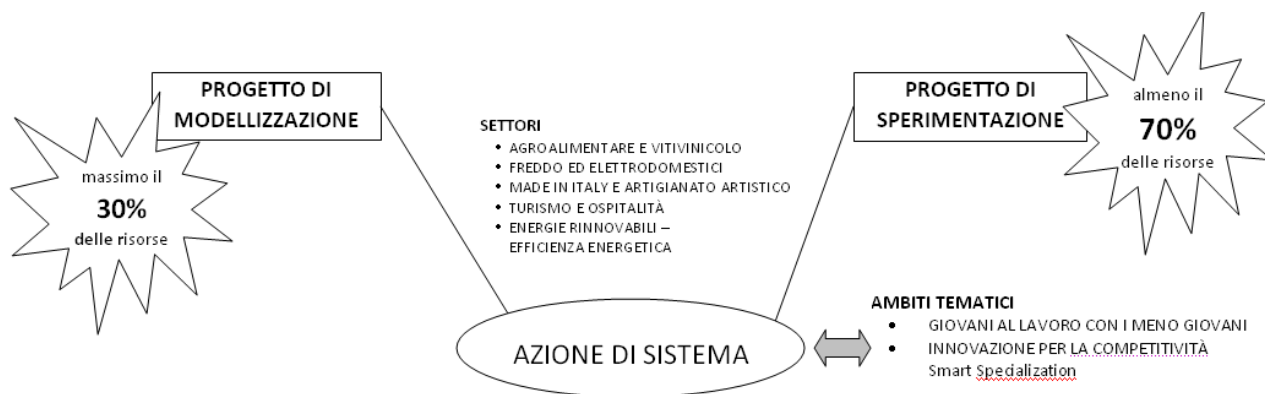 PROGETTO DI
MODELLIZZAZIONE
massimo il
30%
delle risorse
SETTORI
• AGROALIMENTARE E VITIVINICOLO
• FREDDO ED ELETTRODOMESTICI
• MADE IN ITALY E ARTIGIANATO ARTISTICO
• TURISMO E OSPITALITÀ
• ENERGIE RINNOVABILI –
EFFICIENZA ENERGETICA
PROGETTO DI
SPERIMENTAZIONE
almeno il
70%
delle risorse
AZIONE DI SISTEMA
AMBITI TEMATICI
• GIOVANI AL LAVORO CON I MENO GIOVANI
• INNOVAZIONE PER LA COMPETITIVITÀ
Smart Specialization